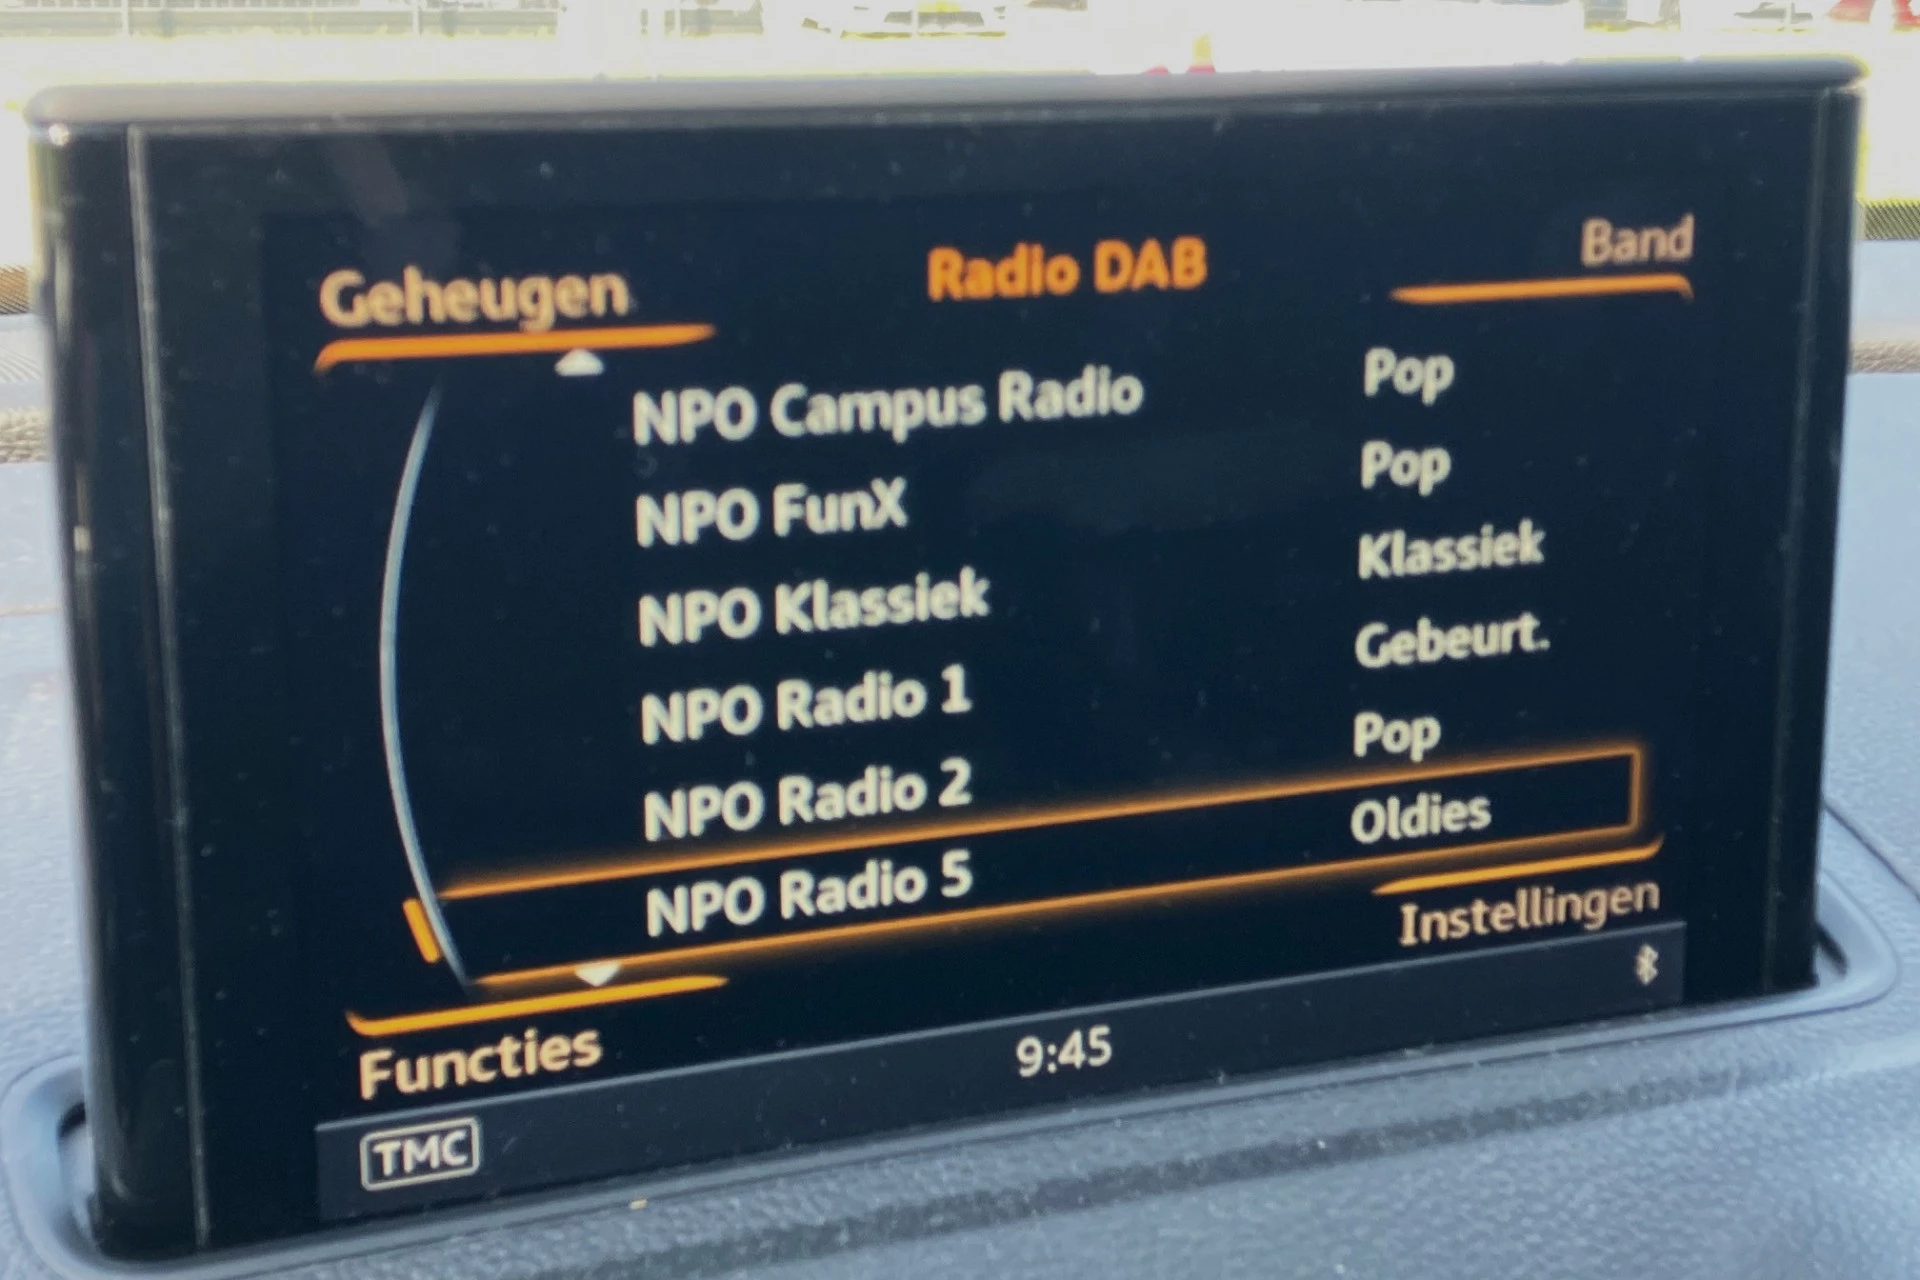 Geheugen
Radio DAB
Band
NPO Campus Radio Pop
NPO FunX Pop
NPO Klassiek Klassiek
NPO Radio 1 Gebeurt.
NPO Radio 2 Pop
NPO Radio 5 Oldies
Functies
Instellingen
TMC
9:45